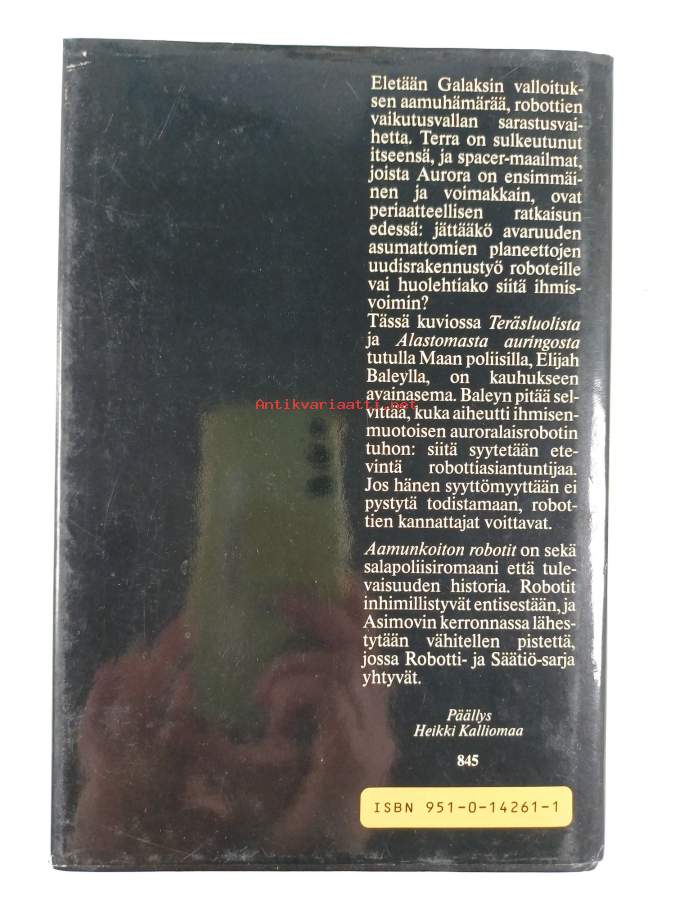 Eletään Galaksin valloituk-
sen aamuhämärää, robottien
vaikutusvallan sarastusvai-
hetta. Terra on sulkeutunut
itseensä, ja spacer-maailmat,
joista Aurora on ensimmäi-
nen ja voimakkain, ovat
periaatteellisen ratkaisun
edessä: jättääkö avaruuden
asumattomien planeettojen
uudisrakennustyö roboteille
vai huolehtiako siitä ihmis-
voimin?
Tässä kuviossa Teräsluolista
ja Alastomasta auringosta
tutulla Maan poliisilla, Elijah
Baleylla, on kauhukseen
avainasema. Baleyn pitää sel-
Antikvariaatti.net
vittää, kuka aiheutti ihmisen-
muotoisen auroralaisrobotin
tuhon: siitä syytetään ete-
vintä robottiasiantuntijaa.
Jos hänen syyttömyyttään ei
pystytä todistamaan, robot-
tien kannattajat voittavat.
Aamunkoiton robotit on sekä
salapoliisiromaani että tule-
vaisuuden historia. Robotit
inhimillistyvät entisestään, ja
Asimovin kerronnassa lähes-
tytään vähitellen pistettä,
jossa Robotti- ja Säätiö-sarja
yhtyvät.
Päällys
Heikki Kalliomaa
845
ISBN 951-0-14261-1